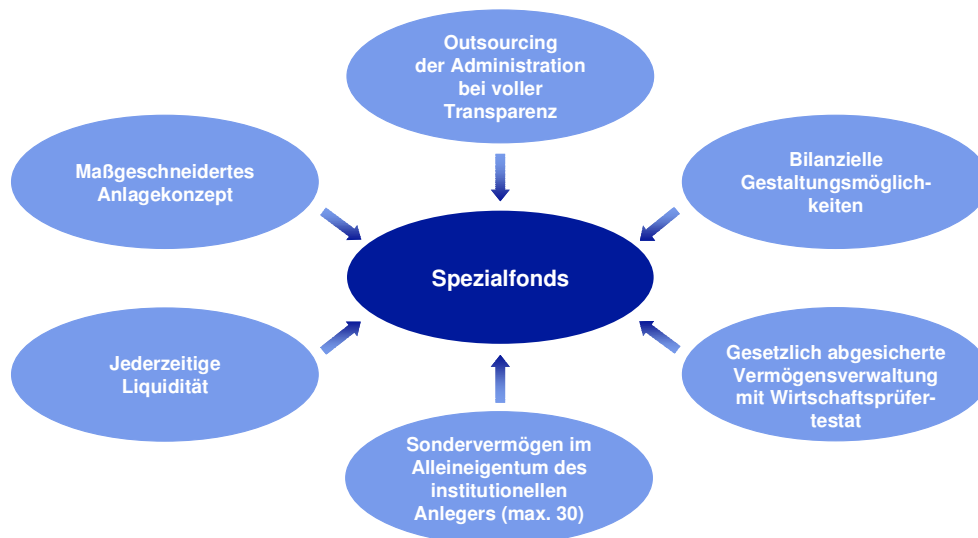 Outsourcing
der Administration
bei voller
Transparenz
Maßgeschneidertes
Anlagekonzept
Bilanzielle
Gestaltungsmöglich-
keiten
Spezialfonds
Jederzeitige
Liquidität
Gesetzlich abgesicherte
Vermögensverwaltung
mit Wirtschaftsprüfer-
testat
Sondervermögen im
Alleineigentum des
institutionellen
Anlegers (max. 30)